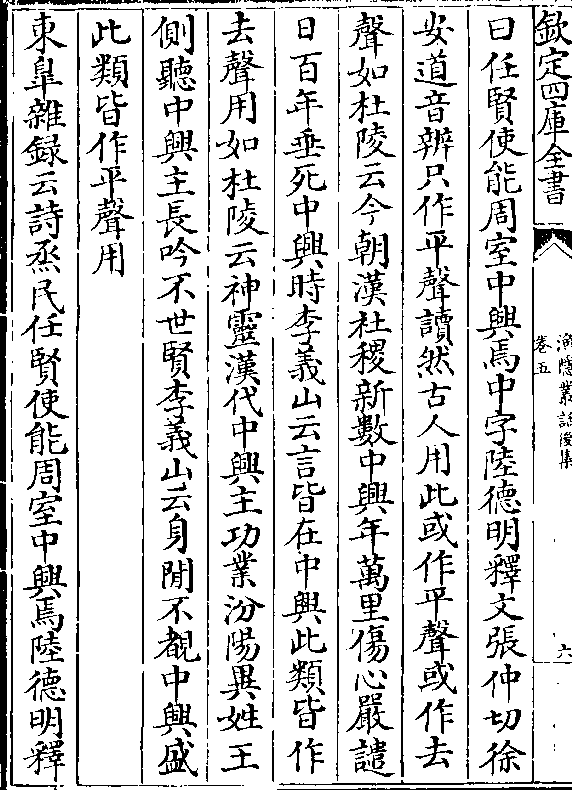 欽定四庫全書
漁隱叢話後集
卷五
六
曰任賢使能周室中興焉中字陸德明釋文張仲切徐
安道音辨只作平聲讀然古人用此或作平聲或作去
聲如杜陵云今朝漢社稷新數中興年萬里傷心嚴譴
日百年垂死中興時李義山云言皆在中興此類皆作
去聲用如杜陵云神靈漢代中興主功業汾陽異姓王
側聽中興主長吟不世賢李義山云身閒不覩中興盛
此類皆作平聲用
東臯雜録云詩烝民任賢使能周室中興焉陸德明釋